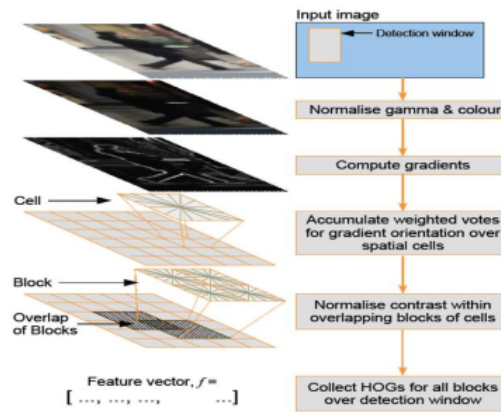 Input image
Detection window
Normalise gamma & colour
Compute gradients
Cell
Accumulate weighted votes
for gradient orientation over
spatial cells
Block
Normalise contrast within
overlapping blocks of cells
Overlap
of Blocks
Feature vector, f =
[ ..., ..., ..., ...]
Collect HOGs for all blocks
over detection window